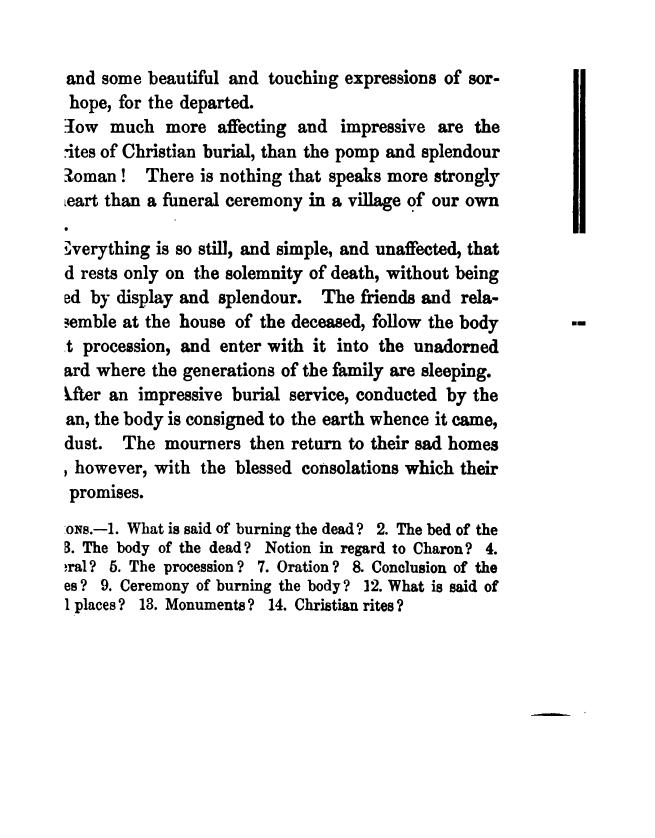 and some beautiful and touching expressions of sor-
hope, for the departed.
How much more affecting and impressive are the
rites of Christian burial, than the pomp and splendour
Roman! There is nothing that speaks more strongly
eart than a funeral ceremony in a village of our own
.
Everything is so still, and simple, and unaffected, that
d rests only on the solemnity of death, without being
ed by display and splendour. The friends and rela-
semble at the house of the deceased, follow the body
t procession, and enter with it into the unadorned
ard where the generations of the family are sleeping.
After an impressive burial service, conducted by the
an, the body is consigned to the earth whence it came,
dust. The mourners then return to their sad homes
, however, with the blessed consolations which their
promises.
ONS.—1. What is said of burning the dead? 2. The bed of the
3. The body of the dead? Notion in regard to Charon? 4.
eral? 5. The procession? 7. Oration? 8. Conclusion of the
es? 9. Ceremony of burning the body? 12. What is said of
l places? 13. Monuments? 14. Christian rites?